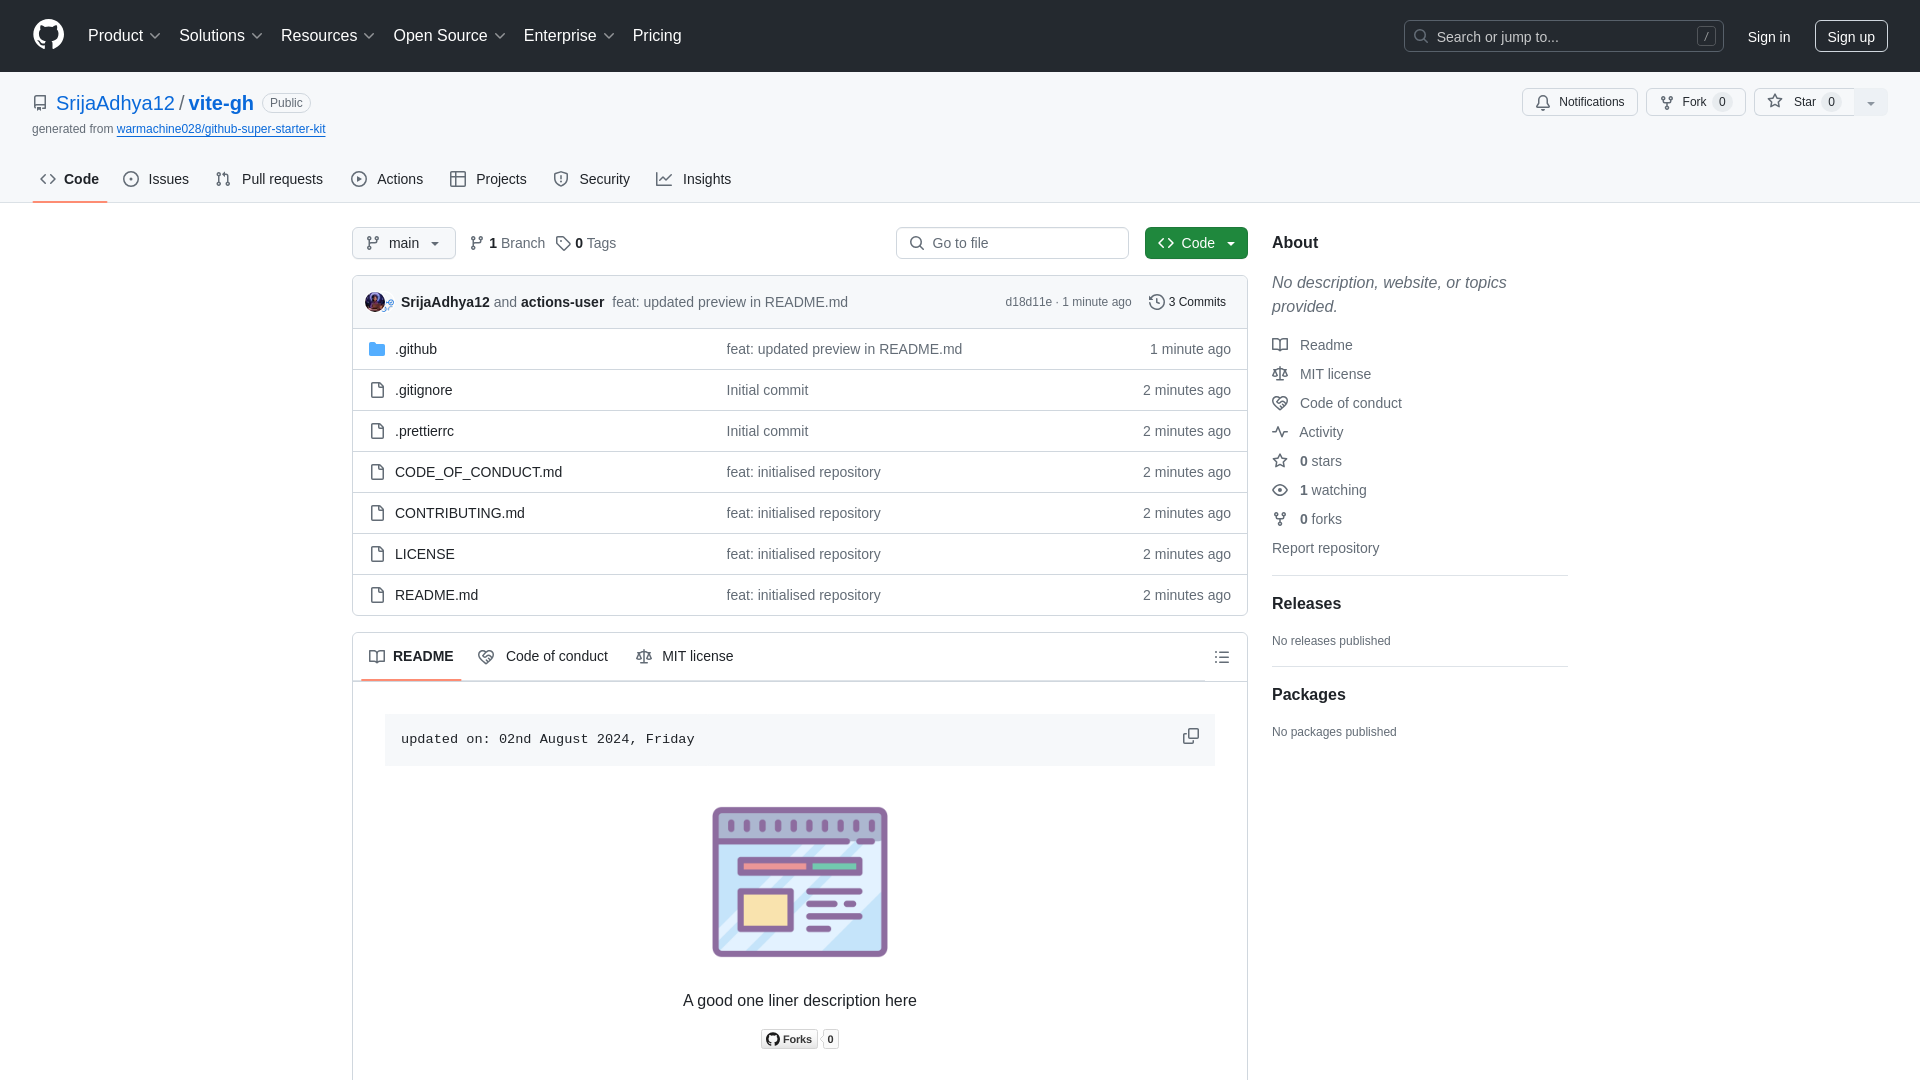 Product Solutions Resources Open Source Enterprise Pricing Search or jump to... / Sign in Sign up
SrijaAdhya12 / vite-gh Public Notifications Fork 0 Star 0
generated from warmachine028/github-super-starter-kit
Code Issues Pull requests Actions Projects Security Insights
main 1 Branch 0 Tags Go to file Code
SrijaAdhya12 and actions-user feat: updated preview in README.md d18d11e · 1 minute ago 3 Commits
.github feat: updated preview in README.md 1 minute ago
.gitignore Initial commit 2 minutes ago
.prettierrc Initial commit 2 minutes ago
CODE_OF_CONDUCT.md feat: initialised repository 2 minutes ago
CONTRIBUTING.md feat: initialised repository 2 minutes ago
LICENSE feat: initialised repository 2 minutes ago
README.md feat: initialised repository 2 minutes ago
README Code of conduct MIT license
updated on: 02nd August 2024, Friday
A good one liner description here
Forks 0
About
No description, website, or topics
provided.
Readme
MIT license
Code of conduct
Activity
0 stars
1 watching
0 forks
Report repository
Releases
No releases published
Packages
No packages published